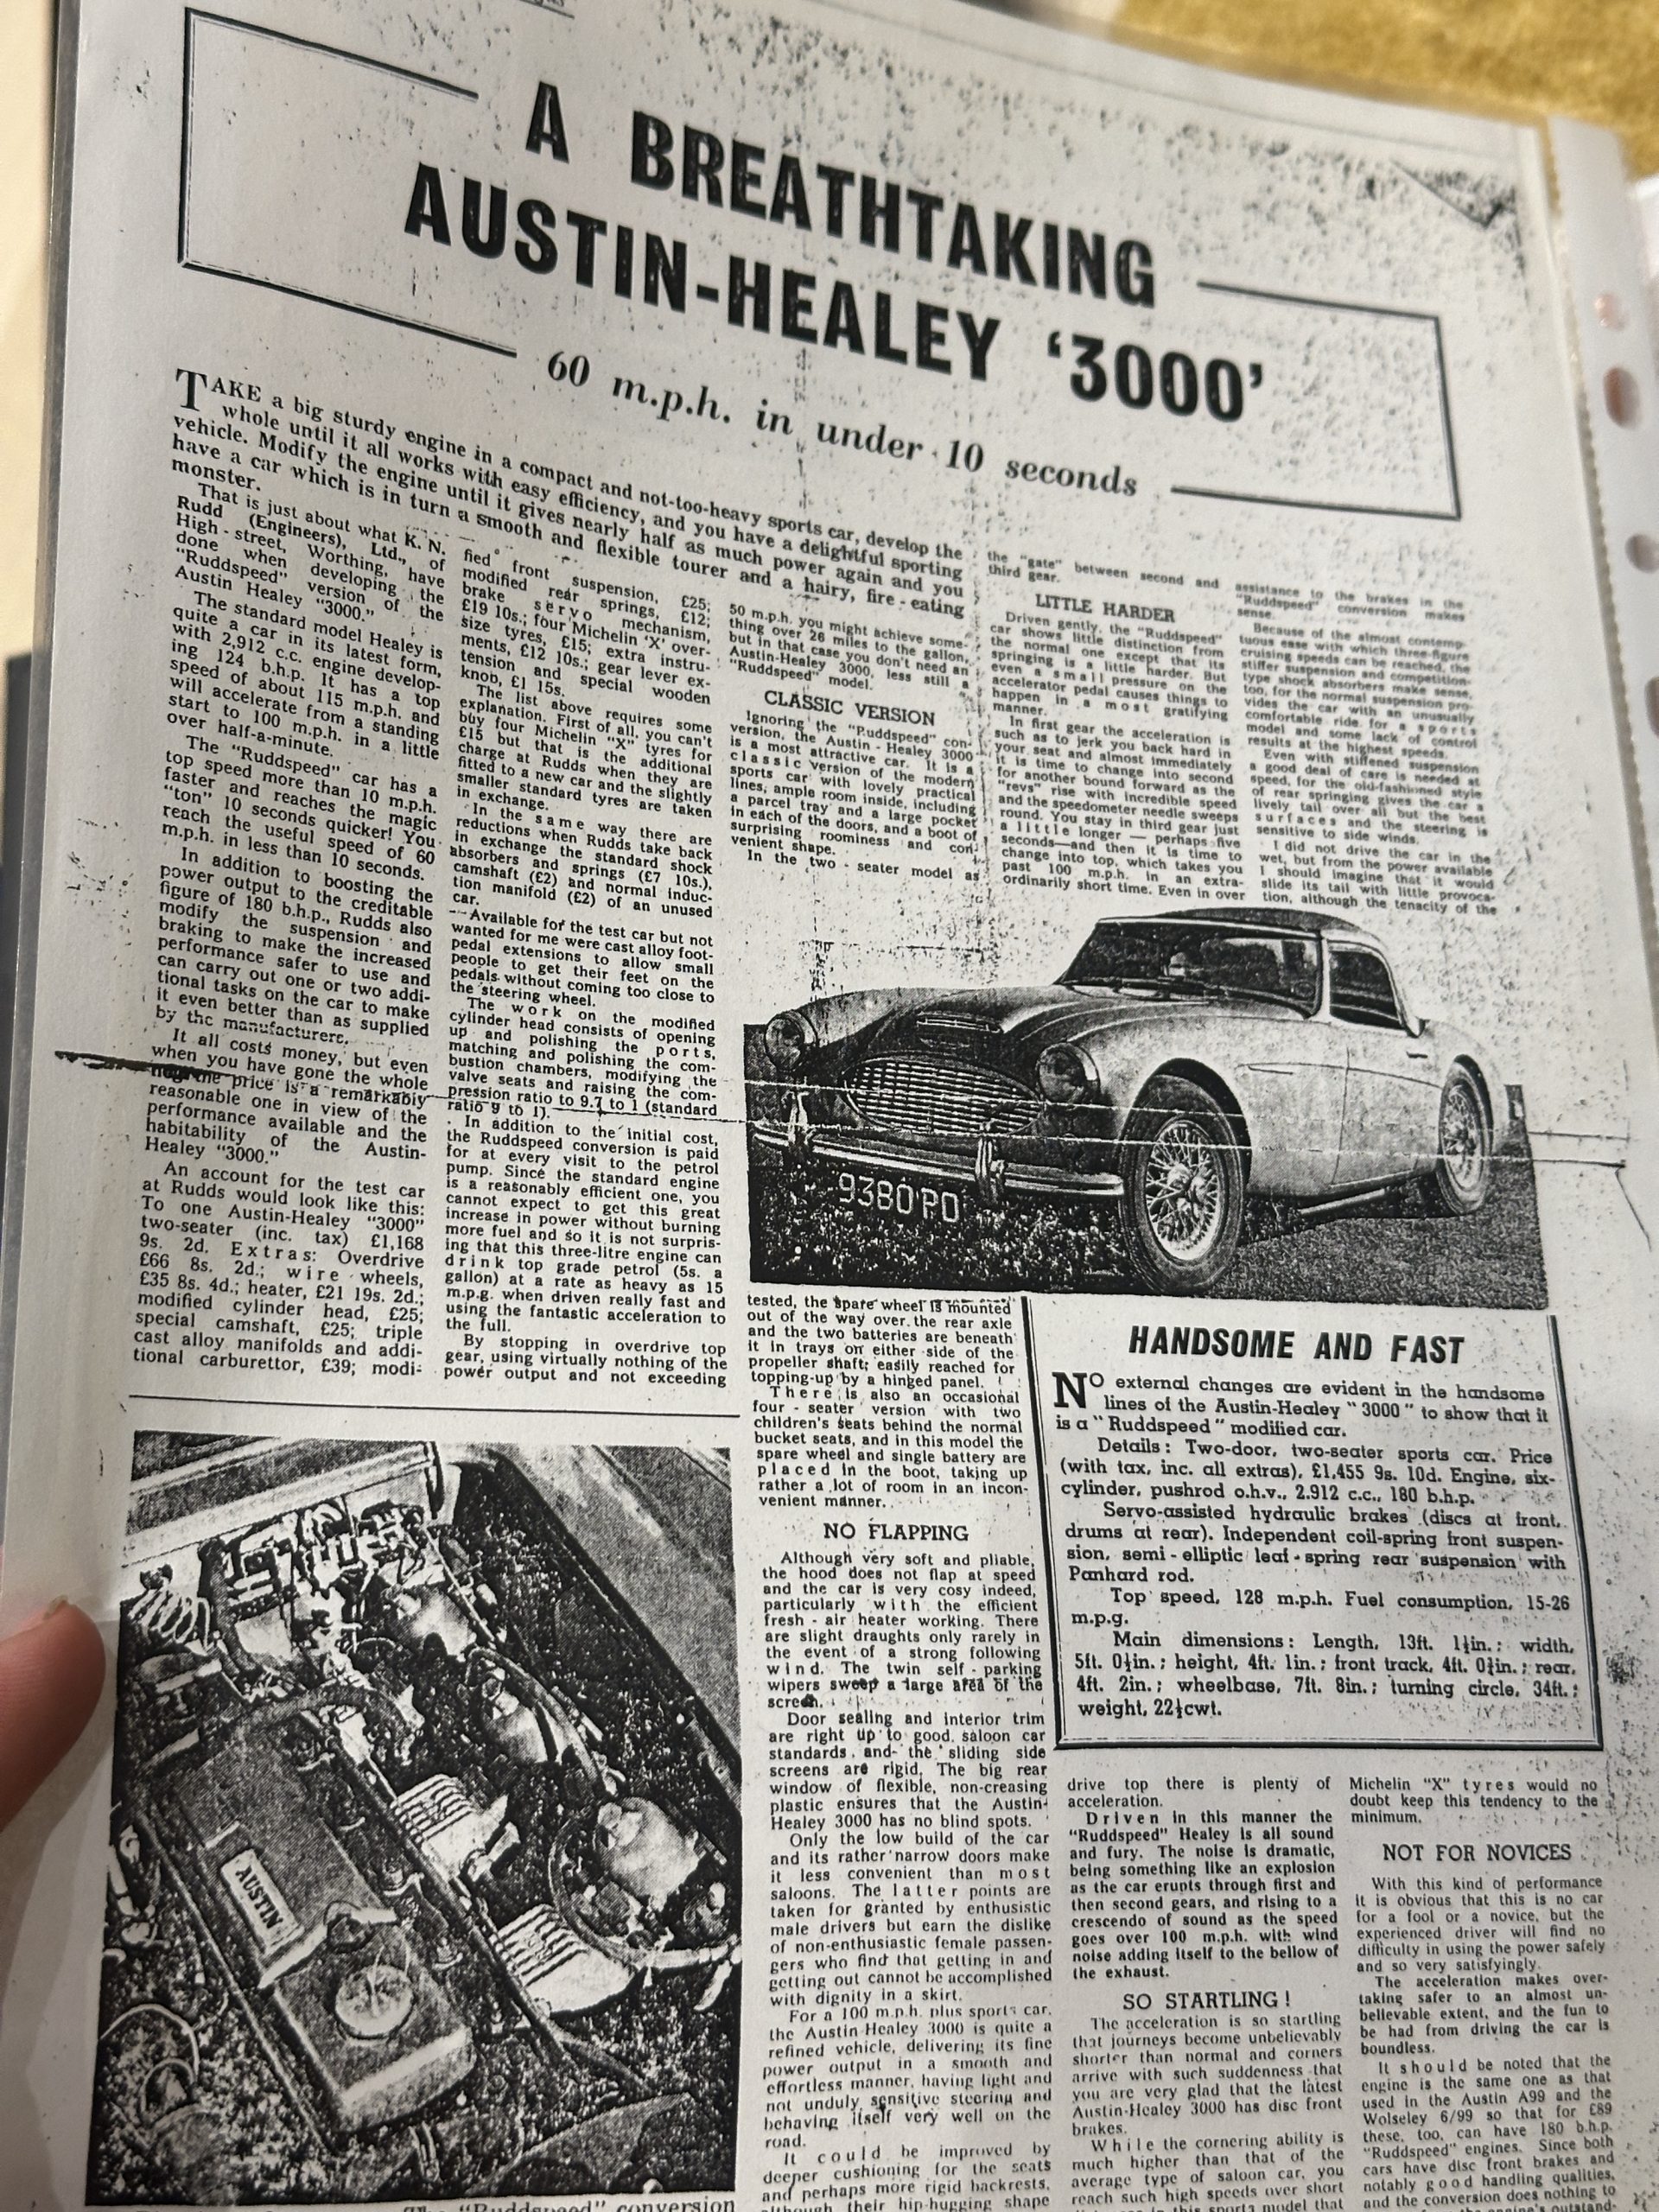 A BREATHTAKING
AUSTIN-HEALEY ‘3000’
60 m.p.h. in under 10 seconds
TAKE a big sturdy engine in a compact and not-too-heavy sports car, develop the
whole until it all works with easy efficiency, and you have a delightful sporting
vehicle. Modify the engine until it gives nearly half as much power again and you
have a car which is in turn a smooth and flexible tourer and a hairy, fire-eating
monster.
That is just about what K. N.
Rudd (Engineers), Ltd., of
High-street, Worthing, have
done when developing the
"Ruddspeed" version of the
Austin Healey "3000."
The standard model Healey is
quite a car in its latest form,
with 2,912 c.c. engine develop-
ing 124 b.h.p. It has a top
speed of about 115 m.p.h. and
will accelerate from a standing
start to 100 m.p.h. in a little
over half-a-minute.
The "Ruddspeed" car has a
top speed more than 10 m.p.h.
faster and reaches the magic
"ton" 10 seconds quicker! You
reach the useful speed of 60
m.p.h. in less than 10 seconds.
In addition to boosting the
power output to the creditable
figure of 180 b.h.p., Rudds also
modify the suspension and
braking to make the increased
performance safer to use and
can carry out one or two addi-
tional tasks on the car to make
it even better than as supplied
by the manufacturers.
It all costs money, but even
when you have gone the whole
the price is a remarkably
reasonable one in view of the
performance available and the
habitability of the Austin-
Healey "3000."
An account for the test car
at Rudds would look like this:
To one Austin-Healey "3000"
two-seater (inc. tax) £1,168
9s. 2d. Extras: Overdrive
£66 8s. 2d.; wire wheels,
£35 8s. 4d.; heater, £21 19s. 2d.;
modified cylinder head, £25;
special camshaft, £25; triple
cast alloy manifolds and addi-
tional carburettor, £39; modi-
fied front suspension, £25;
modified rear springs, £12;
brake servo mechanism,
£19 10s.; four Michelin 'X' over-
size tyres, £15; extra instru-
ments, £12 10s.; gear lever ex-
tension and special wooden
knob, £1 15s.
The list above requires some
explanation. First of all, you can't
buy four Michelin "X" tyres for
£15 but that is the additional
charge at Rudds when they are
fitted to a new car and the slightly
smaller standard tyres are taken
in exchange.
In the same way there are
reductions when Rudds take back
in exchange the standard shock
absorbers and springs (£7 10s.),
camshaft (£2) and normal induc-
tion manifold (£2) of an unused
car.
Available for the test car but not
wanted for me were cast alloy foot-
pedal extensions to allow small
people to get their feet on the
pedals without coming too close to
the steering wheel.
The work on the modified
cylinder head consists of opening
up and polishing the ports,
matching and polishing the com-
bustion chambers, modifying the
valve seats and raising the com-
pression ratio to 9.7 to 1 (standard
ratio 9 to 1).
In addition to the initial cost,
the Ruddspeed conversion is paid
for at every visit to the petrol
pump. Since the standard engine
is a reasonably efficient one, you
cannot expect to get this great
increase in power without burning
more fuel and so it is not surpris-
ing that this three-litre engine can
drink top grade petrol (5s. a
gallon) at a rate as heavy as 15
m.p.g. when driven really fast and
using the fantastic acceleration to
the full.
By stopping in overdrive top
gear, using virtually nothing of the
power output and not exceeding
50 m.p.h. you might achieve some-
thing over 26 miles to the gallon,
but in that case you don't need an
Austin-Healey 3000, less still a
"Ruddspeed" model.
CLASSIC VERSION
Ignoring the "Ruddspeed" con-
version, the Austin-Healey 3000
is a most attractive car. It is a
classic version of the modern
sports car with lovely practical
lines, ample room inside, including
a parcel tray and a large pocket
in each of the doors, and a boot of
surprising roominess and con-
venient shape.
In the two-seater model as
tested, the spare wheel is mounted
out of the way over the rear axle
and the two batteries are beneath
it in trays on either side of the
propeller shaft; easily reached for
topping-up by a hinged panel.
There is also an occasional
four-seater version with two
children's seats behind the normal
bucket seats, and in this model the
spare wheel and single battery are
placed in the boot, taking up
rather a lot of room in an incon-
venient manner.
NO FLAPPING
Although very soft and pliable,
the hood does not flap at speed
and the car is very cosy indeed,
particularly with the efficient
fresh-air heater working. There
are slight draughts only rarely in
the event of a strong following
wind. The twin self-parking
wipers sweep a large area of the
screen.
Door sealing and interior trim
are right up to good saloon car
standards and the sliding side
screens are rigid. The big rear
window of flexible, non-creasing
plastic ensures that the Austin-
Healey 3000 has no blind spots.
Only the low build of the car
and its rather narrow doors make
it less convenient than most
saloons. The latter points are
taken for granted by enthusistic
male drivers but earn the dislike
of non-enthusiastic female passen-
gers who find that getting in and
getting out cannot be accomplished
with dignity in a skirt.
For a 100 m.p.h. plus sports car,
the Austin-Healey 3000 is quite a
refined vehicle, delivering its fine
power output in a smooth and
effortless manner, having light and
not unduly sensitive steering and
behaving itself very well on the
road.
It could be improved by
deeper cushioning for the seats
and perhaps more rigid backrests,
although their hip-hugging shape
the "gate" between second and
third gear.
LITTLE HARDER
Driven gently, the "Ruddspeed"
car shows little distinction from
the normal one except that its
springing is a little harder. But
even a small pressure on the
accelerator pedal causes things to
happen in a most gratifying
manner.
In first gear the acceleration is
such as to jerk you back hard in
your seat and almost immediately
it is time to change into second
for another bound forward as the
"revs" rise with incredible speed
and the speedometer needle sweeps
round. You stay in third gear just
a little longer — perhaps five
seconds—and then it is time to
change into top, which takes you
past 100 m.p.h. in an extra-
ordinarily short time. Even in over
drive top there is plenty of
acceleration.
Driven in this manner the
"Ruddspeed" Healey is all sound
and fury. The noise is dramatic,
being something like an explosion
as the car erupts through first and
then second gears, and rising to a
crescendo of sound as the speed
goes over 100 m.p.h. with wind
noise adding itself to the bellow of
the exhaust.
SO STARTLING!
The acceleration is so startling
that journeys become unbelievably
shorter than normal and corners
arrive with such suddenness that
you are very glad that the latest
Austin-Healey 3000 has disc front
brakes.
While the cornering ability is
much higher than that of the
average type of saloon car, you
reach such high speeds over short
in this sports model that
assistance to the brakes in the
"Ruddspeed" conversion makes
sense.
Because of the almost contemp-
tuous ease with which three-figure
cruising speeds can be reached, the
stiffer suspension and competition-
type shock absorbers make sense,
too, for the normal suspension pro-
vides the car with an unusually
comfortable ride for a sports
model and some lack of control
results at the highest speeds.
Even with stiffened suspension
a good deal of care is needed at
speed, for the old-fashioned style
of rear springing gives the car a
lively tail over all but the best
surfaces and the steering is
sensitive to side winds.
I did not drive the car in the
wet, but from the power available
I should imagine that it would
slide its tail with little provoca-
tion, although the tenacity of the
Michelin "X" tyres would no
doubt keep this tendency to the
minimum.
NOT FOR NOVICES
With this kind of performance
it is obvious that this is no car
for a fool or a novice, but the
experienced driver will find no
difficulty in using the power safely
and so very satisfyingly.
The acceleration makes over-
taking safer to an almost un-
believable extent, and the fun to
be had from driving the car is
boundless.
It should be noted that the
engine is the same one as that
used in the Austin A99 and the
Wolseley 6/99 so that for £89
these, too, can have 180 b.h.p.
"Ruddspeed" engines. Since both
cars have disc front brakes and
notably good handling qualities,
and the conversion does nothing to
9380 PO
HANDSOME AND FAST
NO external changes are evident in the handsome
lines of the Austin-Healey "3000" to show that it
is a "Ruddspeed" modified car.
Details: Two-door, two-seater sports car. Price
(with tax, inc. all extras), £1,455 9s. 10d. Engine, six-
cylinder, pushrod o.h.v., 2.912 c.c., 180 b.h.p.
Servo-assisted hydraulic brakes (discs at front,
drums at rear). Independent coil-spring front suspen-
sion, semi-elliptic leaf-spring rear suspension with
Panhard rod.
Top speed, 128 m.p.h. Fuel consumption, 15-26
m.p.g.
Main dimensions: Length, 13ft. 1½in.; width,
5ft. 0½in.; height, 4ft. 1in.; front track, 4ft. 0¾in.; rear,
4ft. 2in.; wheelbase, 7ft. 8in.; turning circle, 34ft.;
weight, 22½cwt.
AUSTIN
The "Ruddspeed" conversion